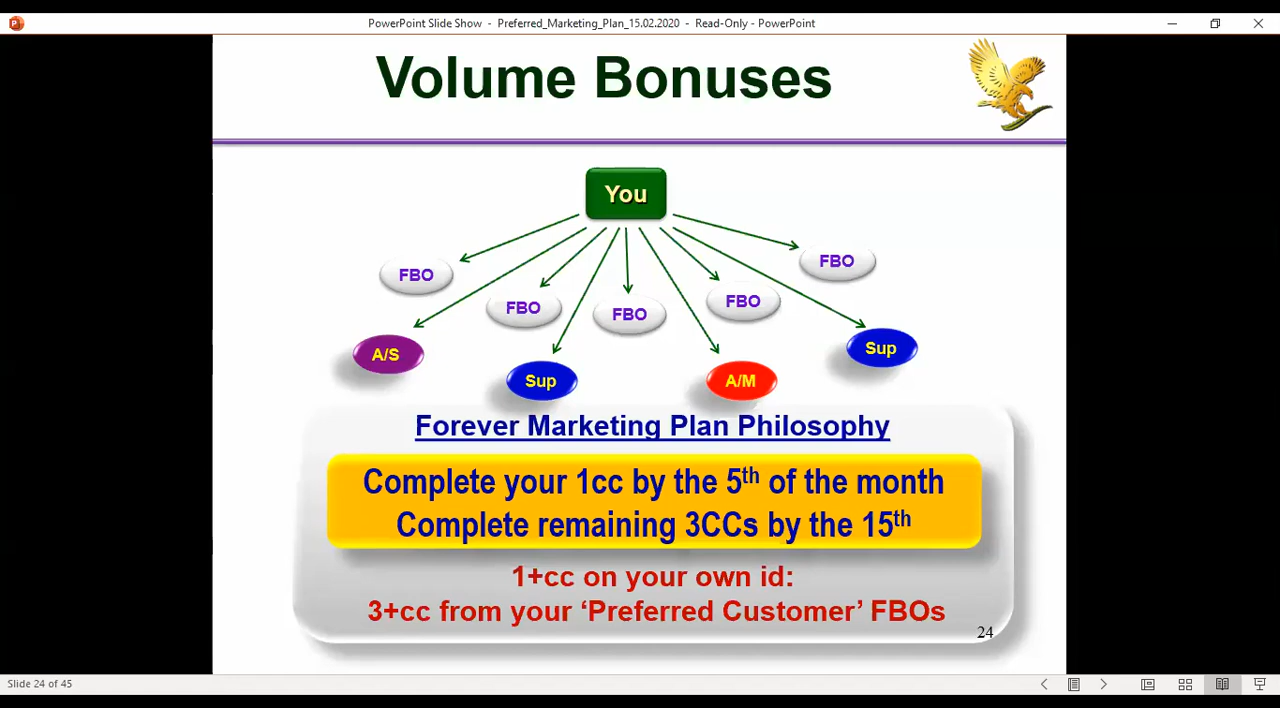 PowerPoint Slide Show - Preferred_Marketing_Plan_15.02.2020 - Read-Only - PowerPoint
Volume Bonuses
You
FBO
FBO
FBO
FBO
FBO
A/S
Sup
A/M
Sup
Forever Marketing Plan Philosophy
Complete your 1cc by the 5th of the month
Complete remaining 3CCs by the 15th
1+cc on your own id:
3+cc from your ‘Preferred Customer’ FBOs
24
Slide 24 of 45